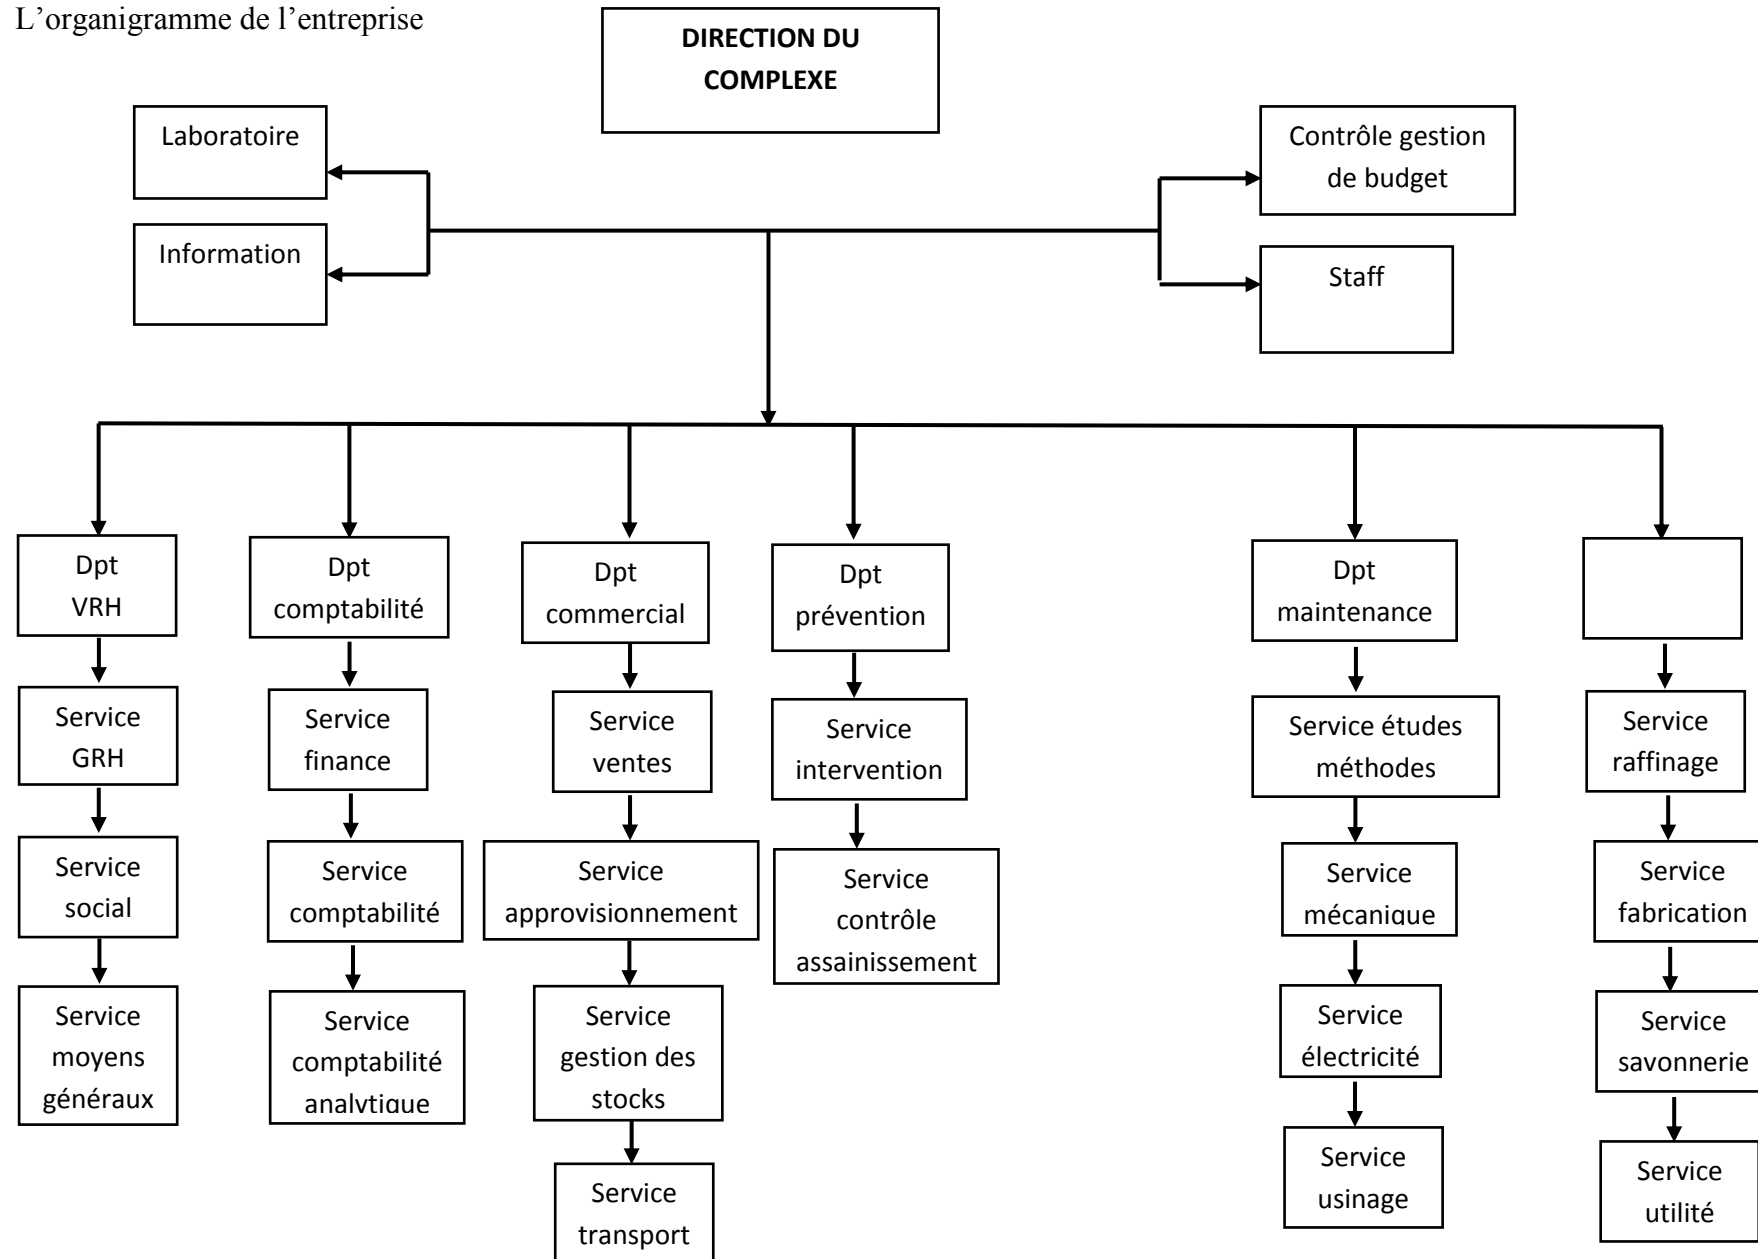 L’organigramme de l’entreprise
DIRECTION DU
COMPLEXE
Laboratoire
Information
Contrôle gestion
de budget
Staff
Dpt
VRH
Dpt
comptabilité
Dpt
commercial
Dpt
prévention
Dpt
maintenance
Service
GRH
Service
finance
Service
ventes
Service
intervention
Service études
méthodes
Service
raffinage
Service
social
Service
comptabilité
Service
approvisionnement
Service
contrôle
assainissement
Service
mécanique
Service
fabrication
Service
moyens
généraux
Service
comptabilité
analytique
Service
gestion des
stocks
Service
électricité
Service
savonnerie
Service
transport
Service
usinage
Service
utilité